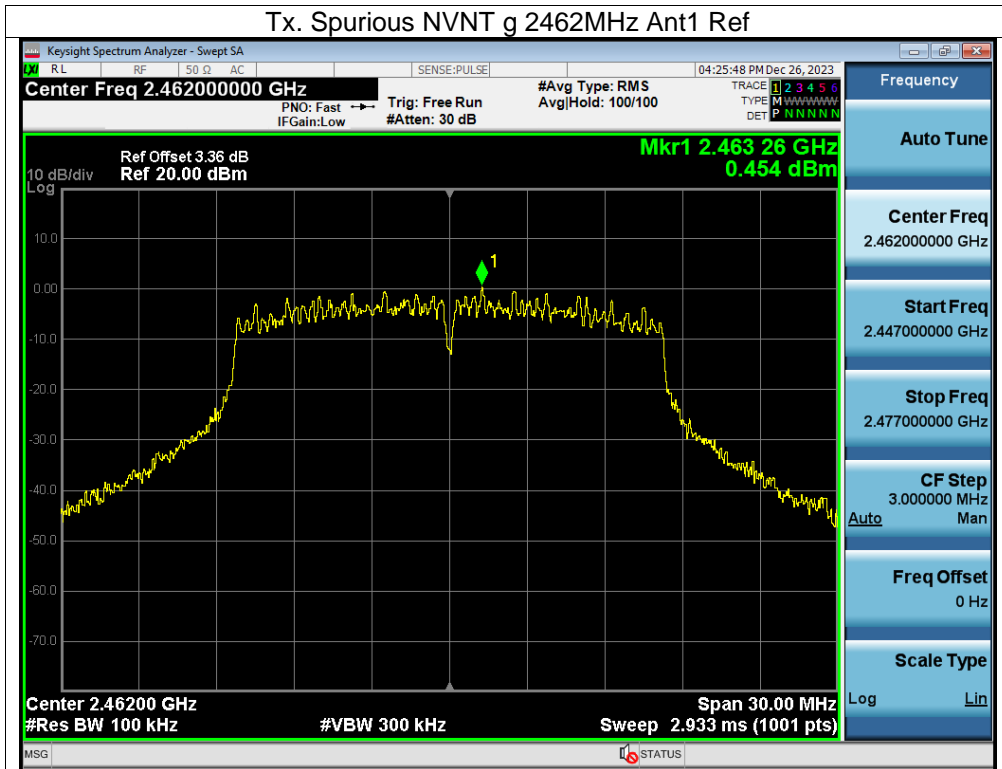 Tx. Spurious NVNT g 2462MHz Ant1 Ref
Keysight Spectrum Analyzer - Swept SA
LXI RL RF 50 Ω AC SENSE:PULSE 04:25:48 PM Dec 26, 2023
Center Freq 2.462000000 GHz
PNO: Fast
IFGain:Low
Trig: Free Run
#Atten: 30 dB
#Avg Type: RMS
Avg|Hold: 100/100
TRACE 1 2 3 4 5 6
TYPE M WWWWW
DET P N N N N N
Frequency
Auto Tune
Center Freq
2.462000000 GHz
Start Freq
2.447000000 GHz
Stop Freq
2.477000000 GHz
CF Step
3.000000 MHz
Auto Man
Freq Offset
0 Hz
Scale Type
Log Lin
Mkr1 2.463 26 GHz
0.454 dBm
Ref Offset 3.36 dB
10 dB/div Ref 20.00 dBm
Log
10.0
0.00
-10.0
-20.0
-30.0
-40.0
-50.0
-60.0
-70.0
1
Center 2.46200 GHz Span 30.00 MHz
#Res BW 100 kHz #VBW 300 kHz Sweep 2.933 ms (1001 pts)
MSG STATUS